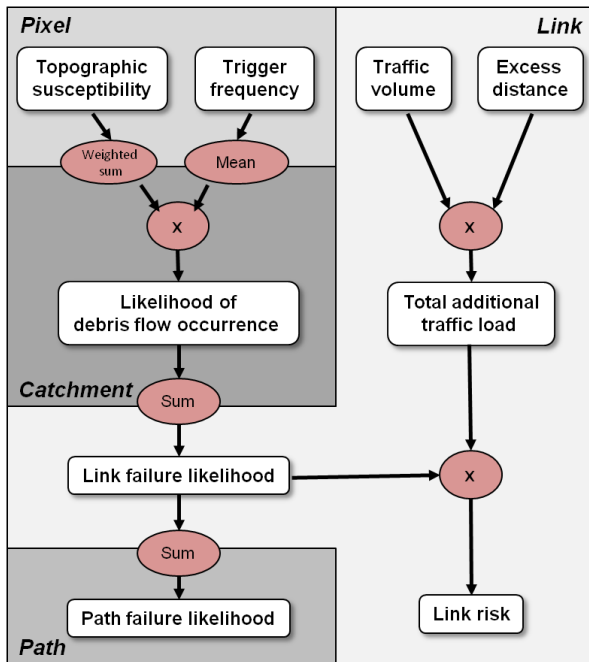 Pixel
Link
Topographic
susceptibility
Trigger
frequency
Traffic
volume
Excess
distance
Weighted
sum
Mean
x
x
Likelihood of
debris flow occurrence
Total additional
traffic load
Catchment
Sum
Link failure likelihood
x
Sum
Path failure likelihood
Link risk
Path